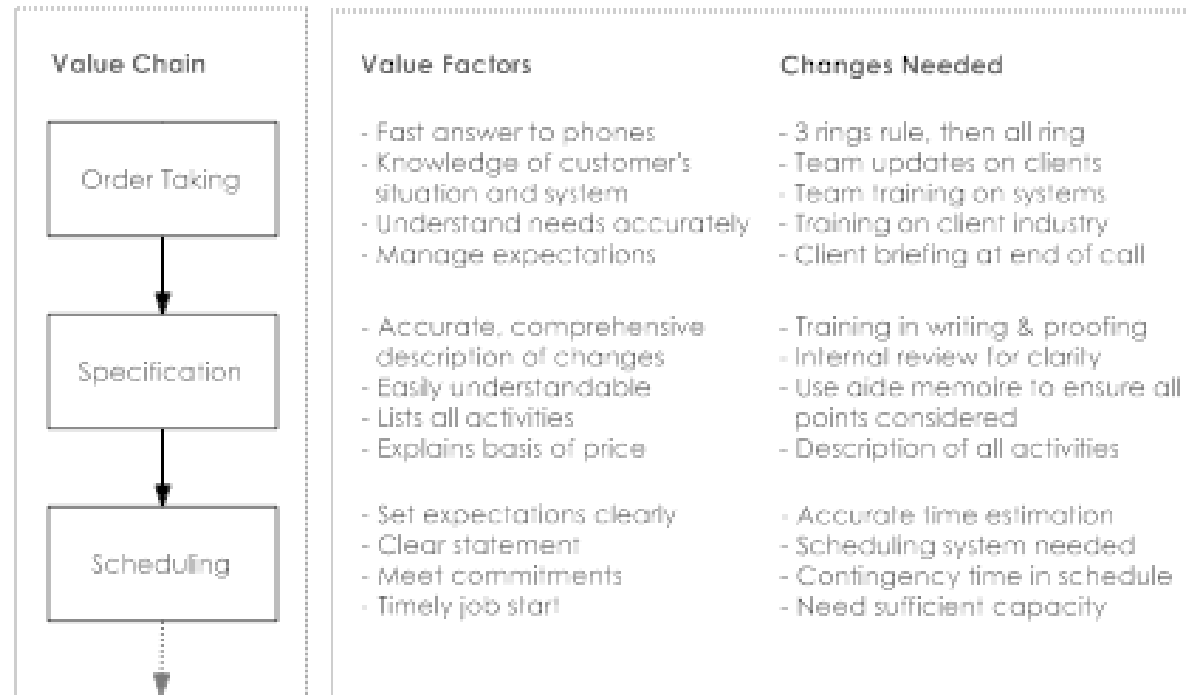 Value Chain
Order Taking
Specification
Scheduling
Value Factors
- Fast answer to phones
- Knowledge of customer's
situation and system
- Understand needs accurately
- Manage expectations
- Accurate, comprehensive
description of changes
- Easily understandable
- Lists all activities
- Explains basis of price
- Set expectations clearly
- Clear statement
- Meet commitments
- Timely job start
Changes Needed
- 3 rings rule, then all ring
- Team updates on clients
- Team training on systems
- Training on client industry
- Client briefing at end of call
- Training in writing & proofing
- Internal review for clarity
- Use aide memoire to ensure all
points considered
- Description of all activities
- Accurate time estimation
- Scheduling system needed
- Contingency time in schedule
- Need sufficient capacity